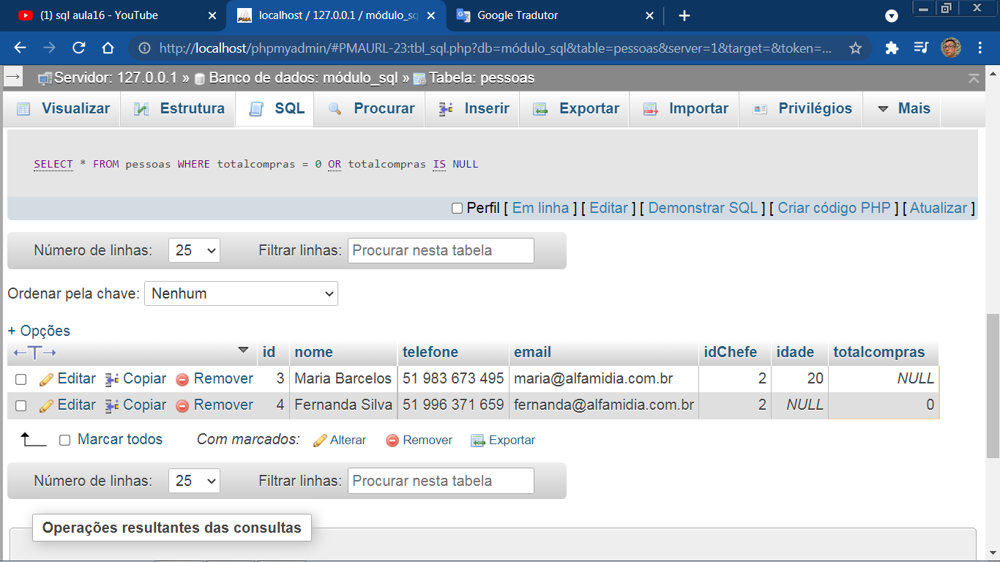 (1) sql aula16 - YouTube
localhost / 127.0.0.1 / módulo_sq
Google Tradutor
http://localhost/phpmyadmin/#PMAURL-23:tbl_sql.php?db=módulo_sql&table=pessoas&server=1&target=&token=...
Servidor: 127.0.0.1 » Banco de dados: módulo_sql » Tabela: pessoas
Visualizar Estrutura SQL Procurar Inserir Exportar Importar Privilégios Mais
SELECT * FROM pessoas WHERE totalcompras = 0 OR totalcompras IS NULL
Perfil [ Em linha ] [ Editar ] [ Demonstrar SQL ] [ Criar código PHP ] [ Atualizar ]
Número de linhas: 25 Filtrar linhas: Procurar nesta tabela
Ordenar pela chave: Nenhum
+ Opções
←T→ id nome telefone email idChefe idade totalcompras
Editar Copiar Remover 3 Maria Barcelos 51 983 673 495 maria@alfamidia.com.br 2 20 NULL
Editar Copiar Remover 4 Fernanda Silva 51 996 371 659 fernanda@alfamidia.com.br 2 NULL 0
Marcar todos Com marcados: Alterar Remover Exportar
Número de linhas: 25 Filtrar linhas: Procurar nesta tabela
Operações resultantes das consultas